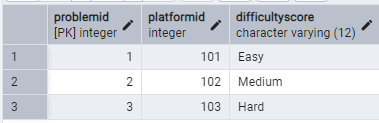 problemid platformid difficultyscore
[PK] integer integer character varying (12)
1 1 101 Easy
2 2 102 Medium
3 3 103 Hard